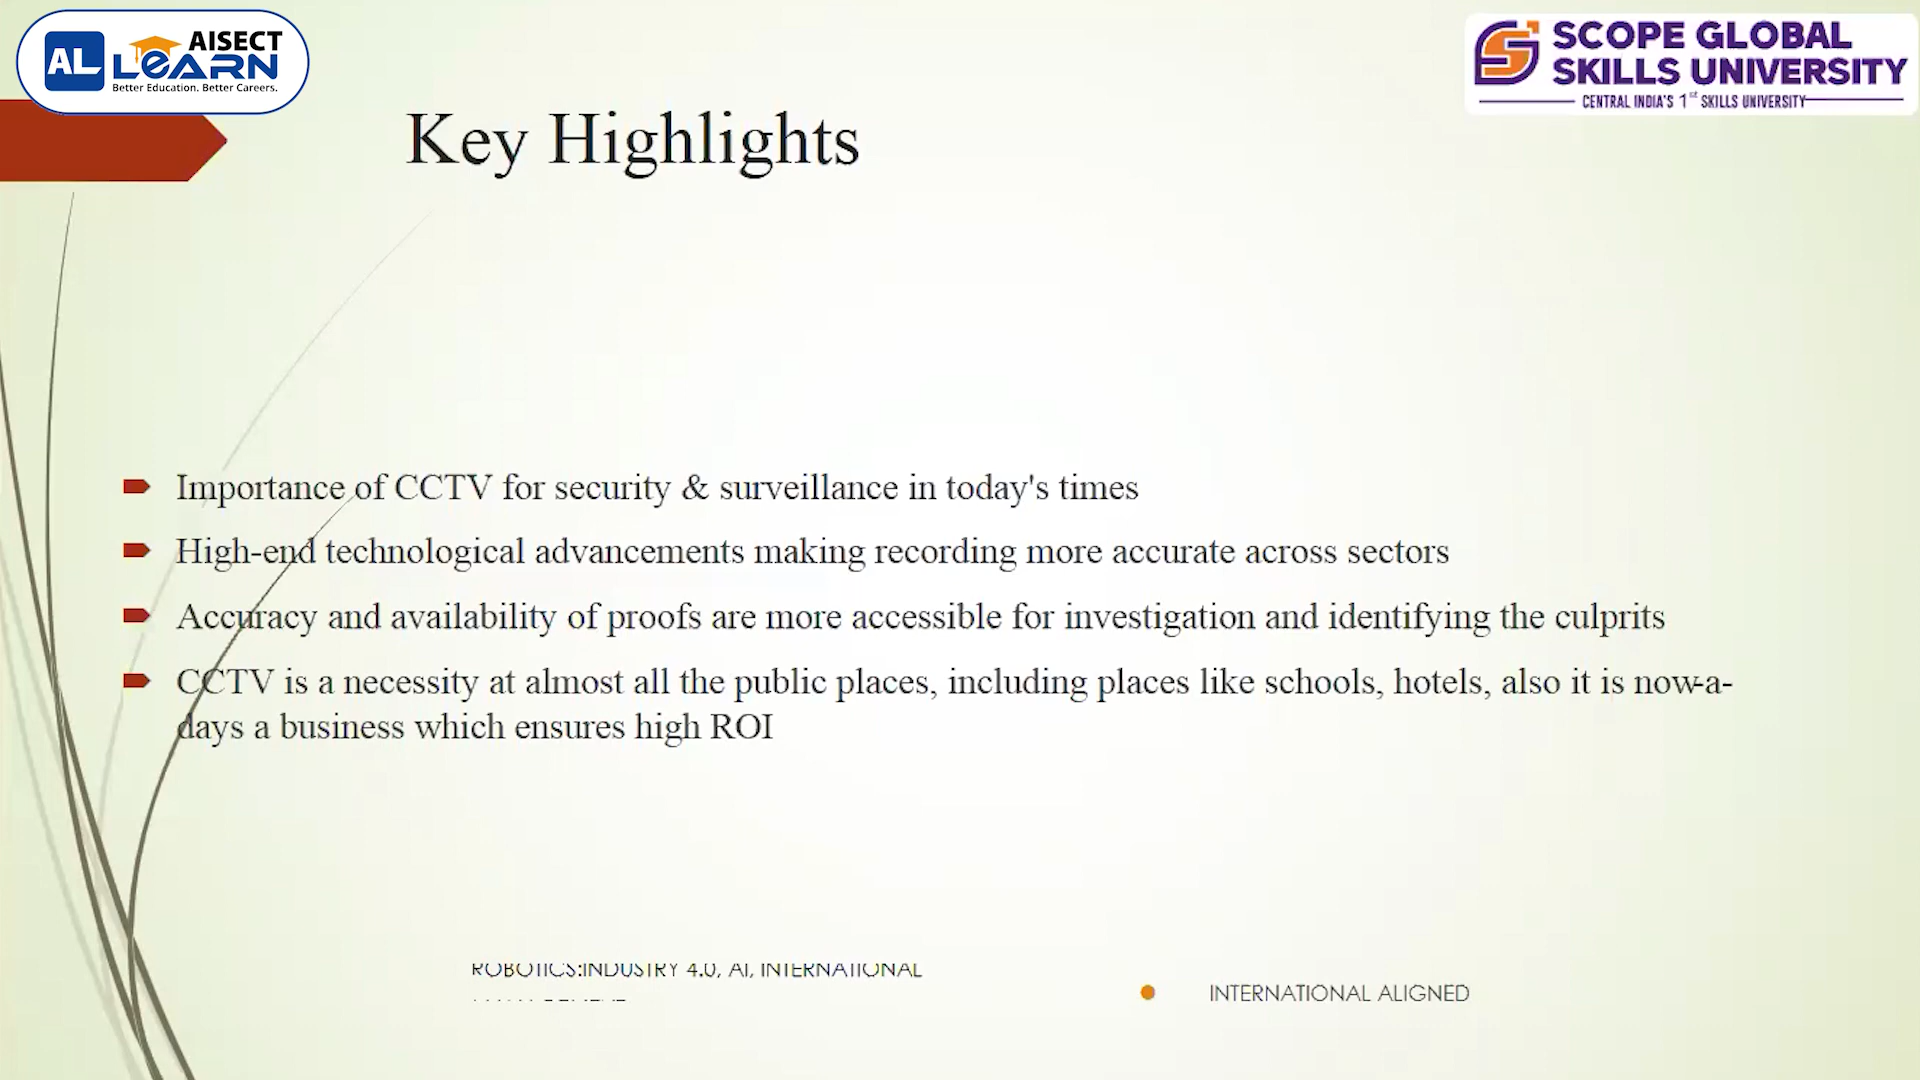 AL AISECT
LEARN
Better Education. Better Careers.
SCOPE GLOBAL
SKILLS UNIVERSITY
CENTRAL INDIA'S 1st SKILLS UNIVERSITY
Key Highlights
Importance of CCTV for security & surveillance in today's times
High-end technological advancements making recording more accurate across sectors
Accuracy and availability of proofs are more accessible for investigation and identifying the culprits
CCTV is a necessity at almost all the public places, including places like schools, hotels, also it is now-a-
days a business which ensures high ROI
ROBOTICS:INDUSTRY 4.0, AI, INTERNATIONAL
INTERNATIONAL ALIGNED